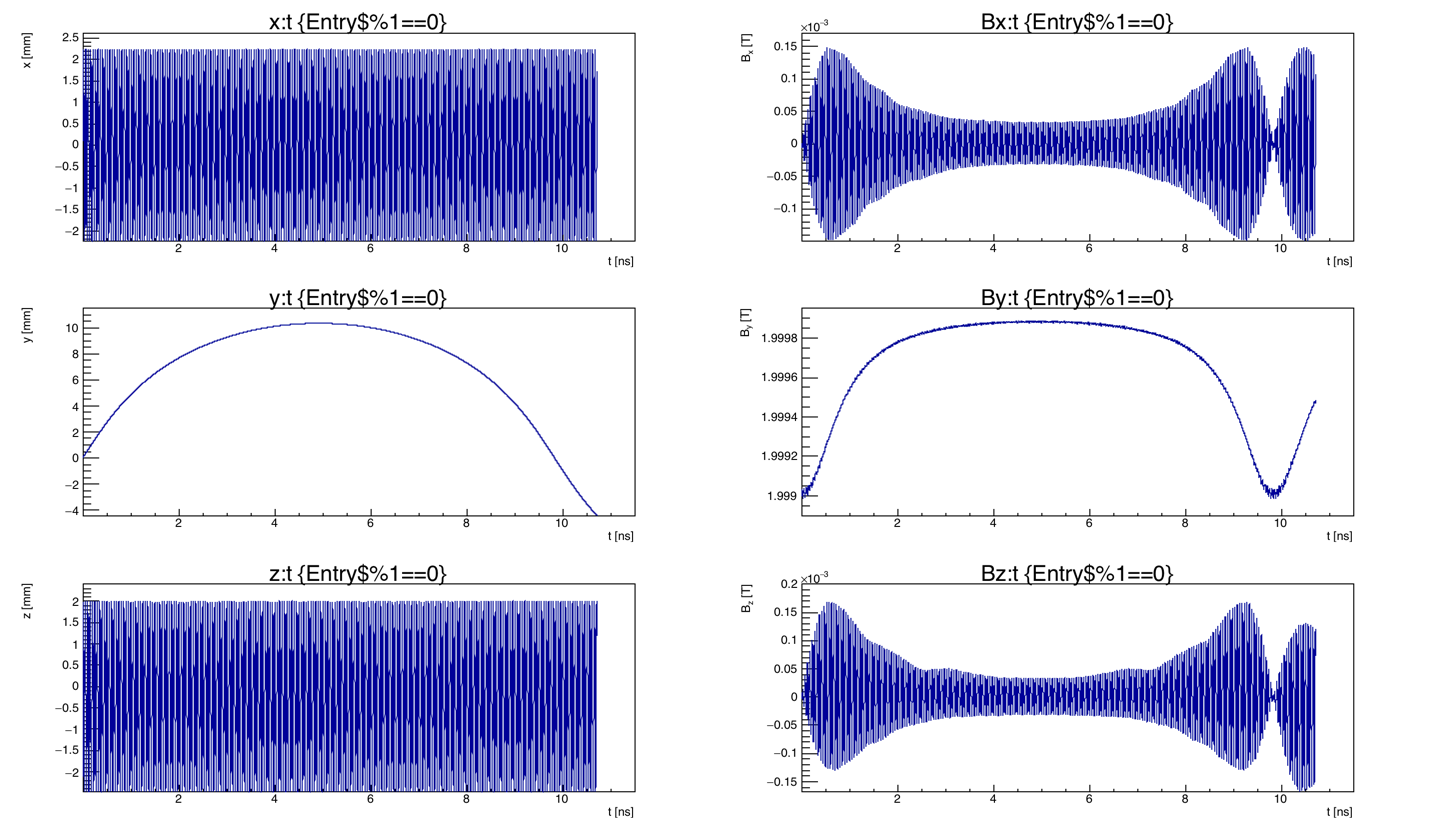 x:t {Entry$%1==0}
x [mm]
2.5
2
1.5
1
0.5
0
−0.5
−1
−1.5
−2
2 4 6 8 10
t [ns]
Bx:t {Entry$%1==0}
×10⁻³
Bₓ [T]
0.15
0.1
0.05
0
−0.05
−0.1
2 4 6 8 10
t [ns]
y:t {Entry$%1==0}
y [mm]
10
8
6
4
2
0
−2
−4
2 4 6 8 10
t [ns]
By:t {Entry$%1==0}
B_y [T]
1.9998
1.9996
1.9994
1.9992
1.999
2 4 6 8 10
t [ns]
z:t {Entry$%1==0}
z [mm]
2
1.5
1
0.5
0
−0.5
−1
−1.5
−2
2 4 6 8 10
t [ns]
Bz:t {Entry$%1==0}
×10⁻³
B_z [T]
0.2
0.15
0.1
0.05
0
−0.05
−0.1
−0.15
2 4 6 8 10
t [ns]